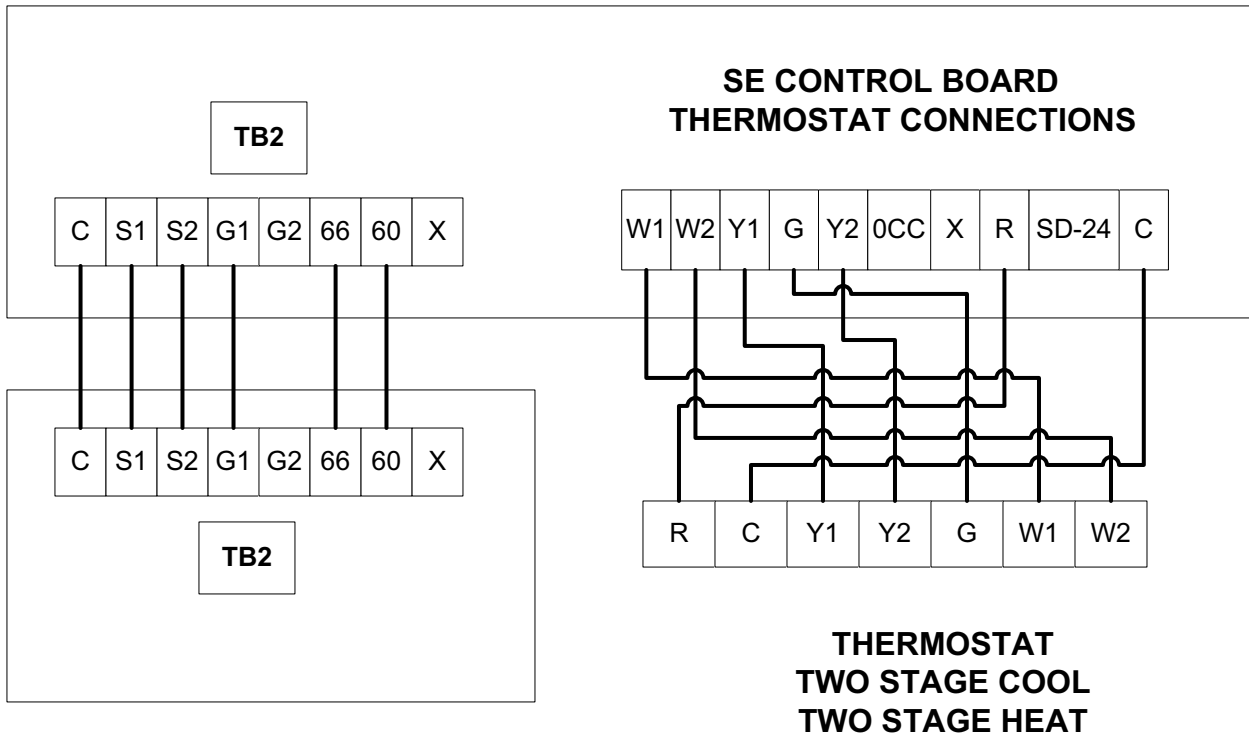 SE CONTROL BOARD
THERMOSTAT CONNECTIONS
TB2
C S1 S2 G1 G2 66 60 X
W1 W2 Y1 G Y2 0CC X R SD-24 C
C S1 S2 G1 G2 66 60 X
TB2
R C Y1 Y2 G W1 W2
THERMOSTAT
TWO STAGE COOL
TWO STAGE HEAT